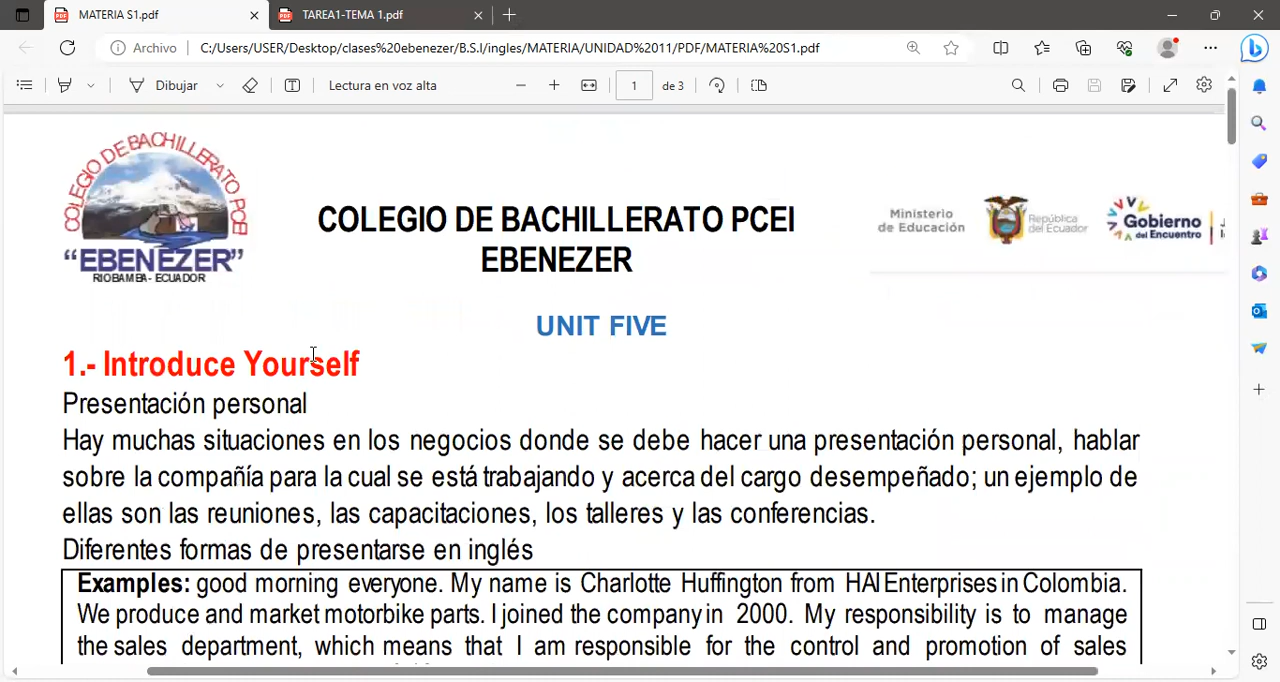 MATERIA S1.pdf
TAREA1-TEMA 1.pdf
Archivo
C:/Users/USER/Desktop/clases%20ebenezer/B.S.I/ingles/MATERIA/UNIDAD%2011/PDF/MATERIA%20S1.pdf
Dibujar
Lectura en voz alta
1
de 3
COLEGIO DE BACHILLERATO PCEI
"EBENEZER"
RIOBAMBA - ECUADOR
COLEGIO DE BACHILLERATO PCEI
EBENEZER
Ministerio
de Educación
República
del Ecuador
Gobierno
del Encuentro
UNIT FIVE
1.- Introduce Yourself
Presentación personal
Hay muchas situaciones en los negocios donde se debe hacer una presentación personal, hablar
sobre la compañía para la cual se está trabajando y acerca del cargo desempeñado; un ejemplo de
ellas son las reuniones, las capacitaciones, los talleres y las conferencias.
Diferentes formas de presentarse en inglés
Examples: good morning everyone. My name is Charlotte Huffington from HAI Enterprises in Colombia.
We produce and market motorbike parts. I joined the company in 2000. My responsibility is to manage
the sales department, which means that I am responsible for the control and promotion of sales